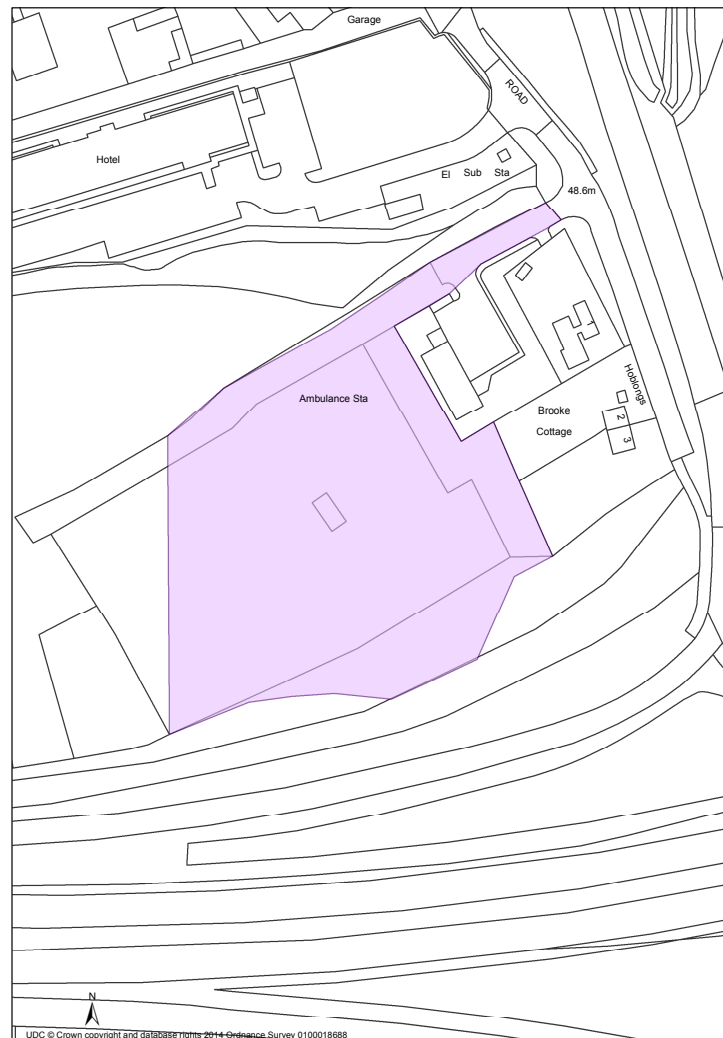 Garage
ROAD
Hotel
El Sub Sta
48.6m
Ambulance Sta
1
Hoblongs
Brooke
Cottage
2
3
N
UDC © Crown copyright and database rights 2014 Ordnance Survey 0100018688